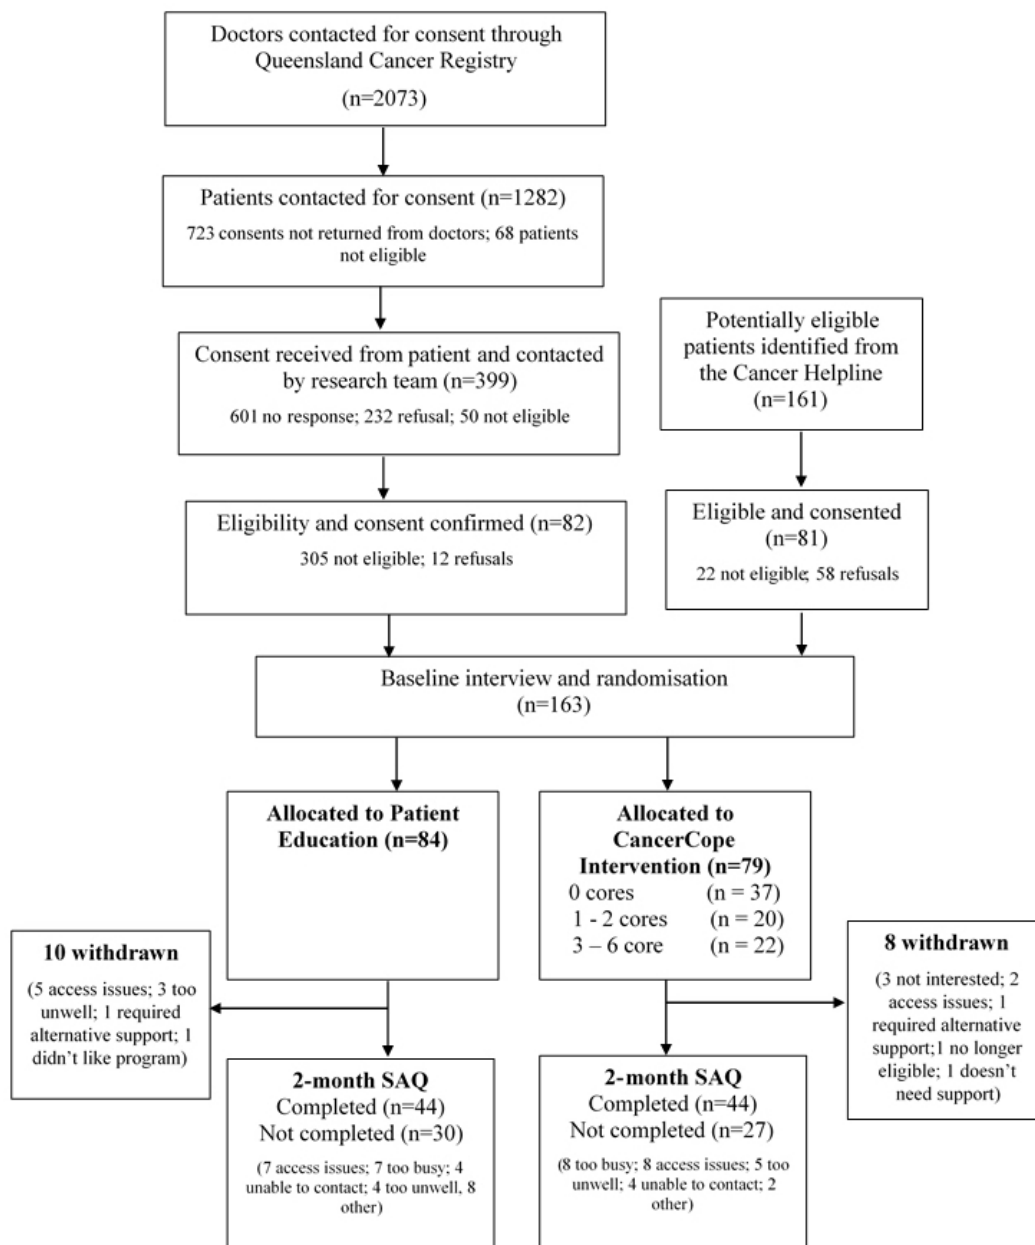 Doctors contacted for consent through
Queensland Cancer Registry
(n=2073)
Patients contacted for consent (n=1282)
723 consents not returned from doctors; 68 patients
not eligible
Consent received from patient and contacted
by research team (n=399)
601 no response; 232 refusal; 50 not eligible
Potentially eligible
patients identified from
the Cancer Helpline
(n=161)
Eligibility and consent confirmed (n=82)
305 not eligible; 12 refusals
Eligible and consented
(n=81)
22 not eligible; 58 refusals
Baseline interview and randomisation
(n=163)
Allocated to Patient
Education (n=84)
Allocated to
CancerCope
Intervention (n=79)
0 cores (n = 37)
1 - 2 cores (n = 20)
3 – 6 core (n = 22)
10 withdrawn
(5 access issues; 3 too
unwell; 1 required
alternative support; 1
didn't like program)
8 withdrawn
(3 not interested; 2
access issues; 1
required alternative
support;1 no longer
eligible; 1 doesn't
need support)
2-month SAQ
Completed (n=44)
Not completed (n=30)
(7 access issues; 7 too busy; 4
unable to contact; 4 too unwell, 8
other)
2-month SAQ
Completed (n=44)
Not completed (n=27)
(8 too busy; 8 access issues; 5 too
unwell; 4 unable to contact; 2
other)